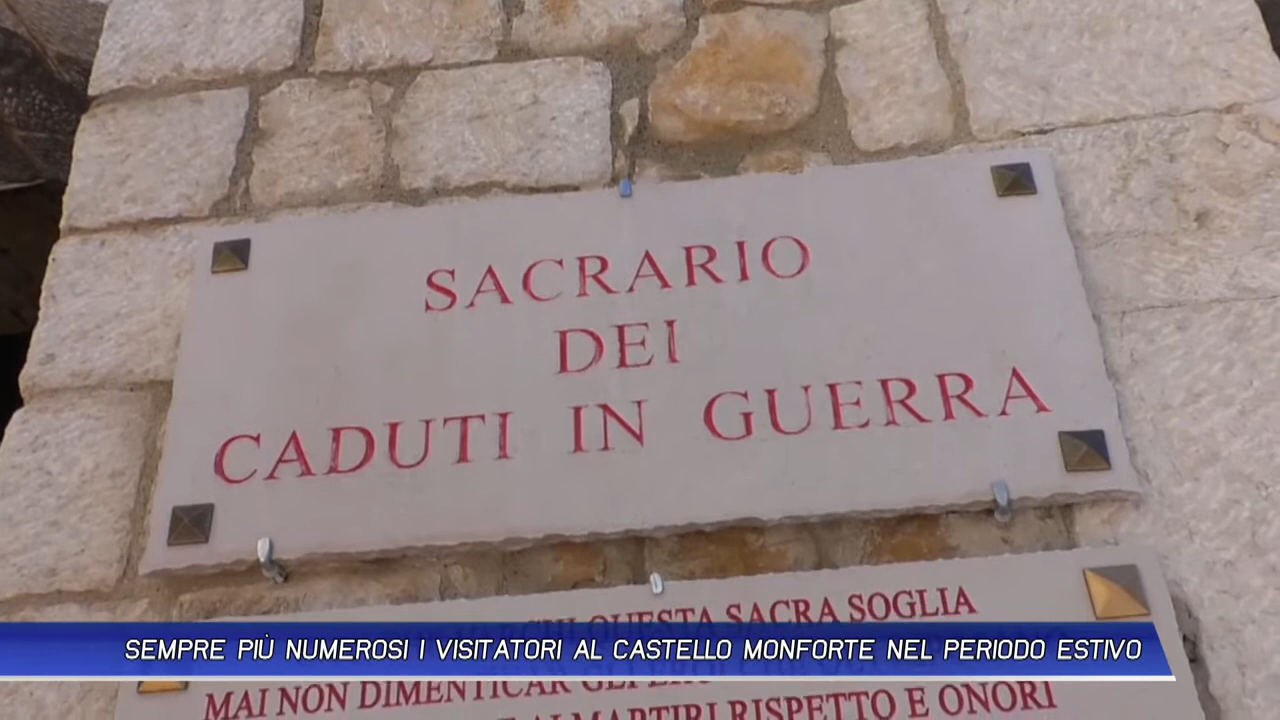 SACRARIO
DEI
CADUTI IN GUERRA
QUESTA SACRA SOGLIA
SEMPRE PIÙ NUMEROSI I VISITATORI AL CASTELLO MONFORTE NEL PERIODO ESTIVO
MAI NON DIMENTICAR GLI
MARTIRI RISPETTO E ONORI